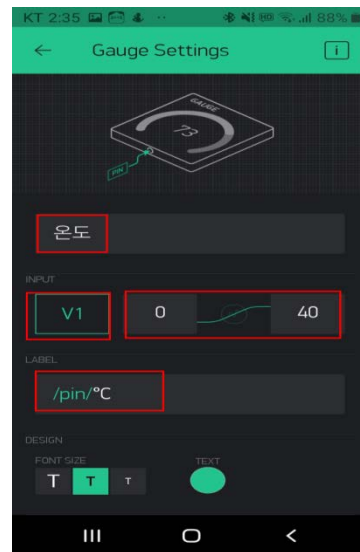 KT 2:35 88%
Gauge Settings i
GAUGE
73
PIN
온도
INPUT
V1 0 40
LABEL
/pin/°C
DESIGN
FONT SIZE TEXT
T T T